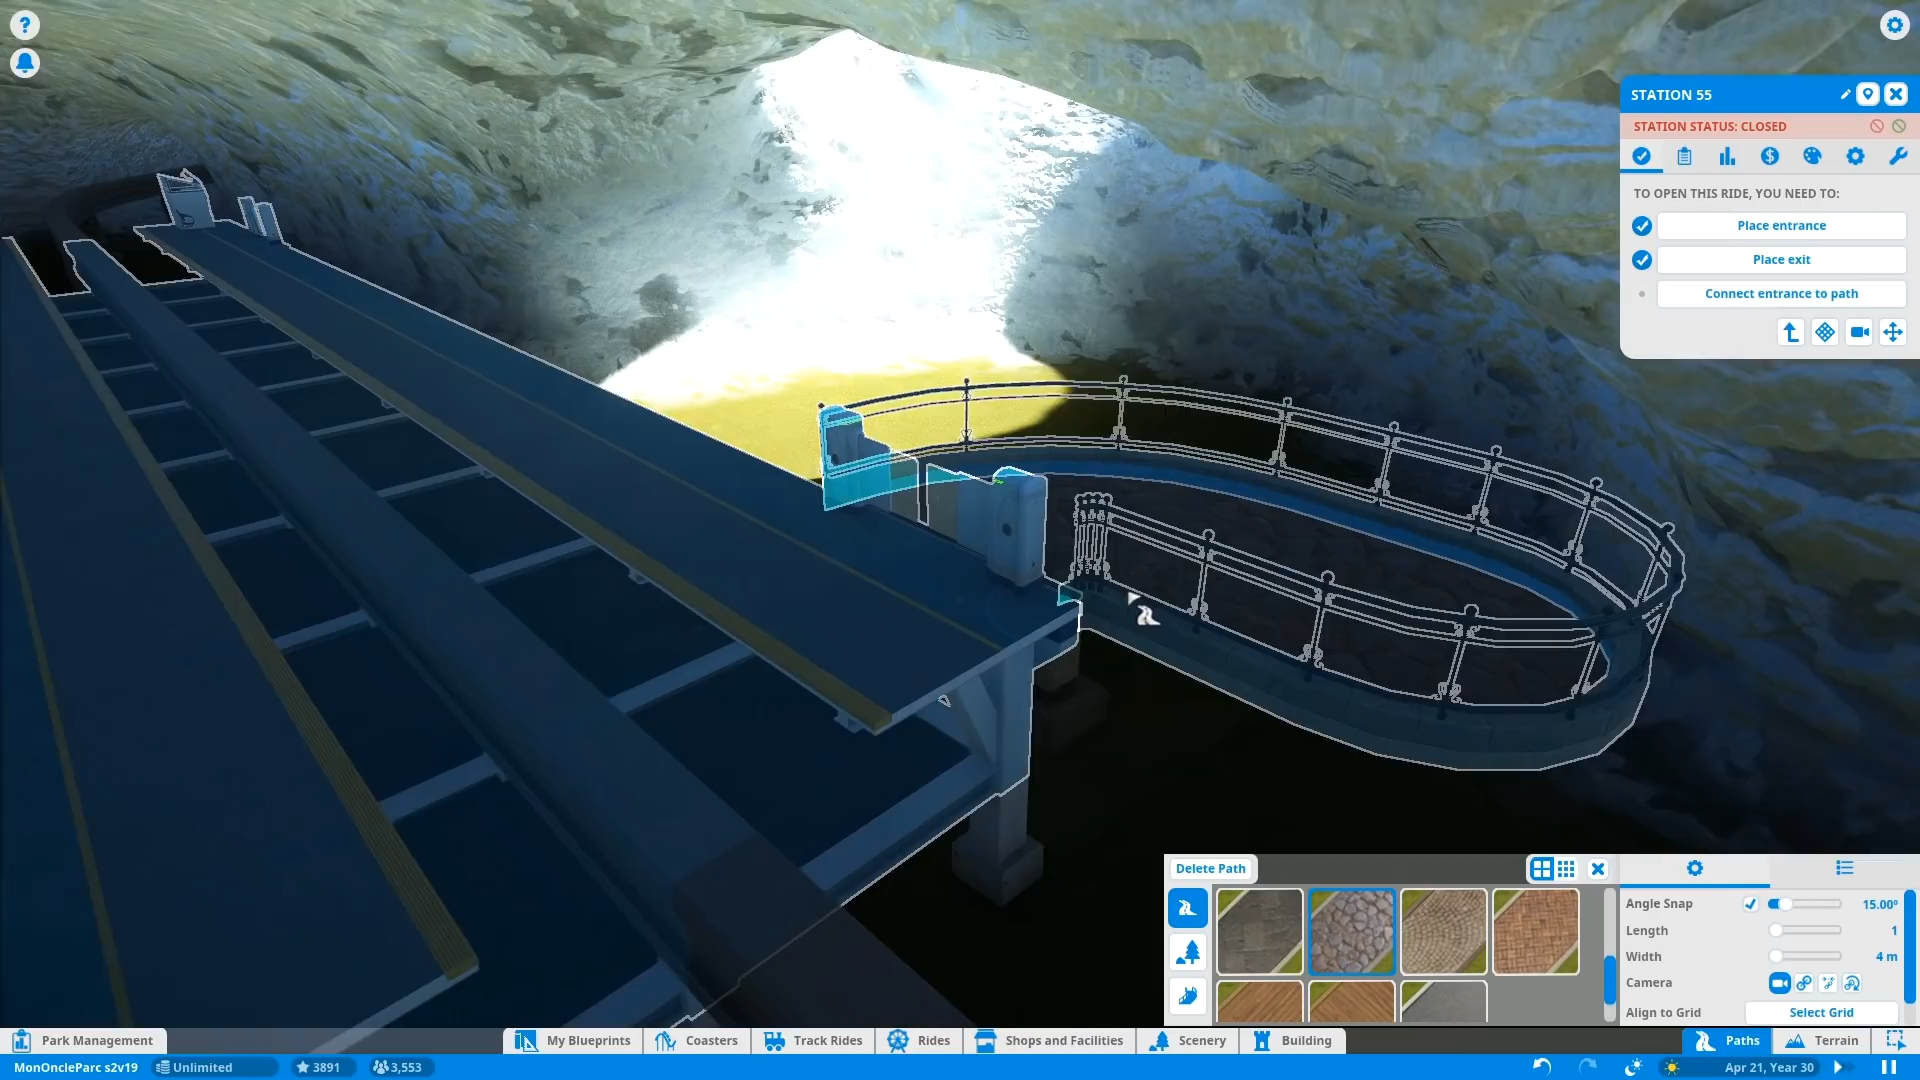 ?
STATION 55
STATION STATUS: CLOSED
TO OPEN THIS RIDE, YOU NEED TO:
Place entrance
Place exit
Connect entrance to path
Delete Path
Angle Snap 15.00°
Length 1
Width 4 m
Camera
Align to Grid Select Grid
Park Management My Blueprints Coasters Track Rides Rides Shops and Facilities Scenery Building Paths Terrain
MonOncleParc s2v19 Unlimited 3891 3,553 Apr 21, Year 30